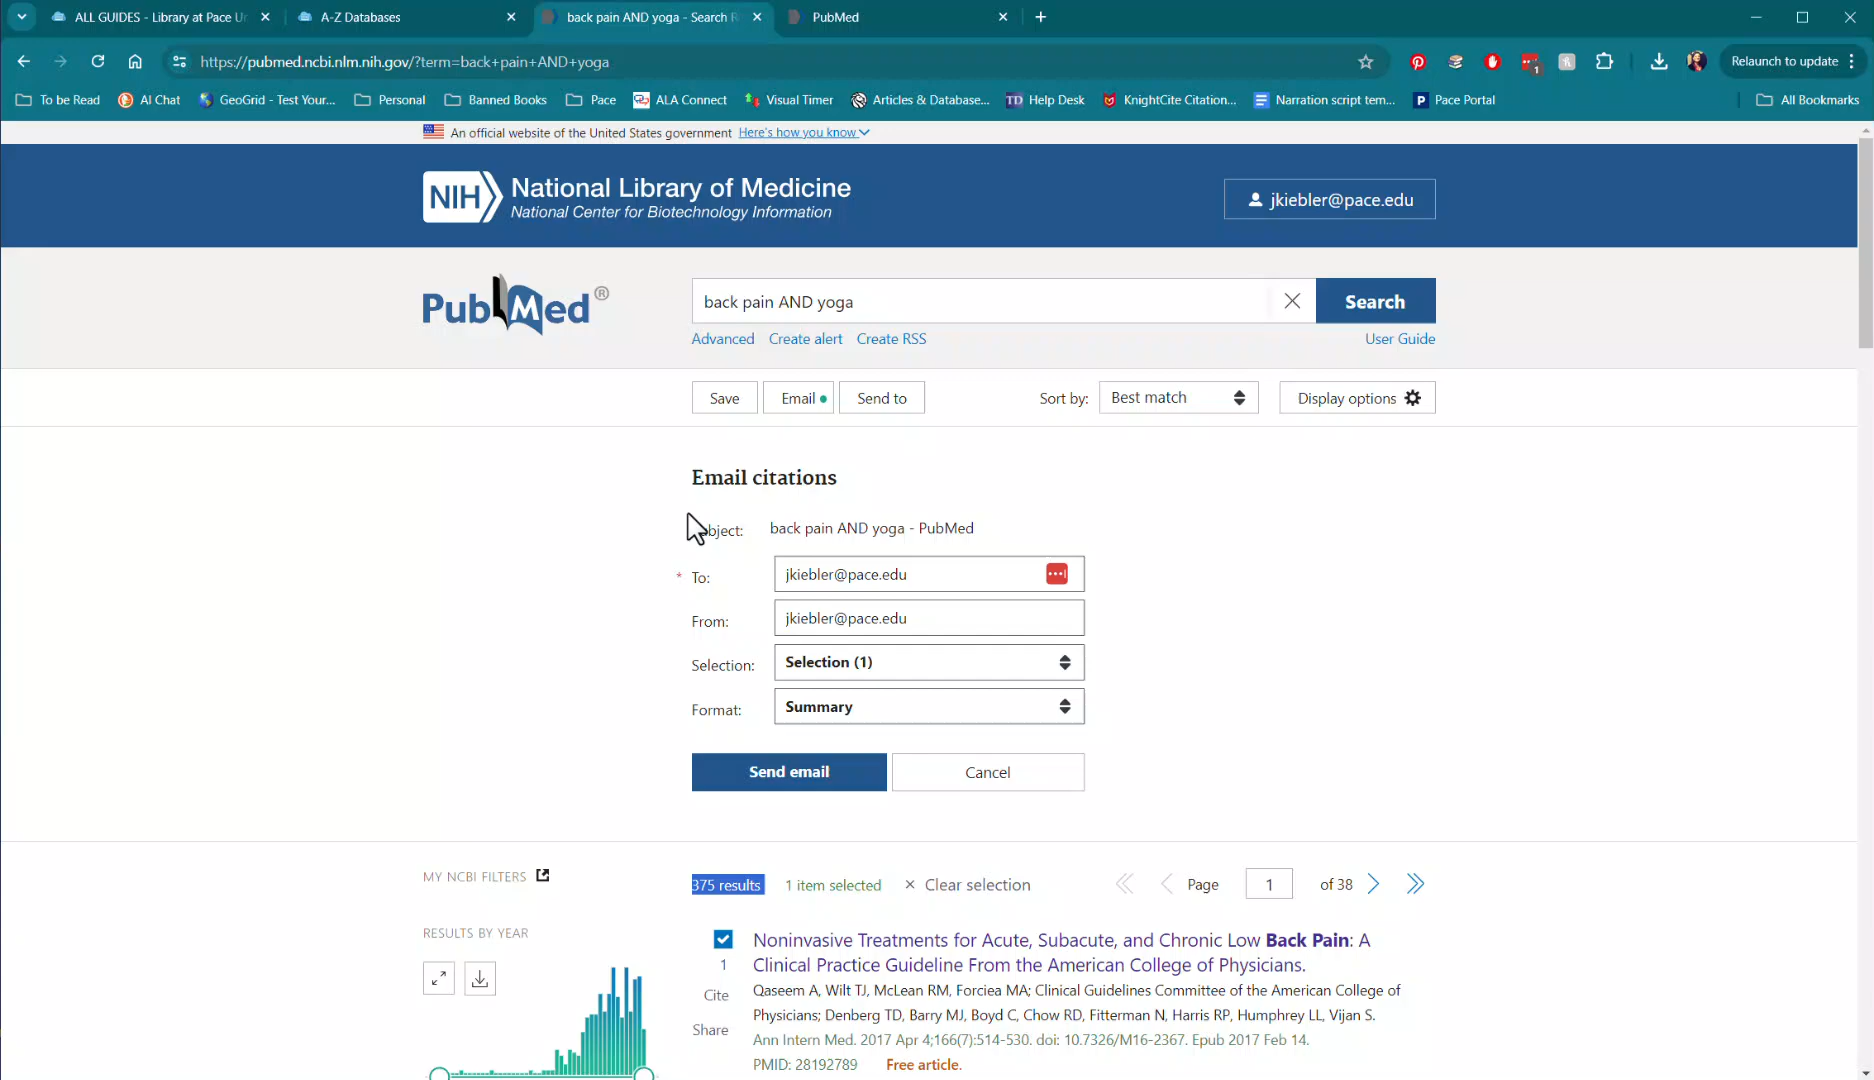 ALL GUIDES - Library at Pace Ur
A-Z Databases
back pain AND yoga - Search R
PubMed
https://pubmed.ncbi.nlm.nih.gov/?term=back+pain+AND+yoga
1
Relaunch to update
To be Read
AI Chat
GeoGrid - Test Your...
Personal
Banned Books
Pace
ALA Connect
Visual Timer
Articles & Database...
TD Help Desk
KnightCite Citation...
Narration script tem...
P Pace Portal
All Bookmarks
An official website of the United States government Here's how you know
NIH National Library of Medicine
National Center for Biotechnology Information
jkiebler@pace.edu
PubMed®
back pain AND yoga
Search
Advanced Create alert Create RSS
User Guide
Save
Email
Send to
Sort by: Best match
Display options
Email citations
bject: back pain AND yoga - PubMed
* To: jkiebler@pace.edu
From: jkiebler@pace.edu
Selection: Selection (1)
Format: Summary
Send email
Cancel
MY NCBI FILTERS
375 results 1 item selected × Clear selection
Page 1 of 38
RESULTS BY YEAR
Noninvasive Treatments for Acute, Subacute, and Chronic Low Back Pain: A
1 Clinical Practice Guideline From the American College of Physicians.
Cite Qaseem A, Wilt TJ, McLean RM, Forciea MA; Clinical Guidelines Committee of the American College of
Physicians; Denberg TD, Barry MJ, Boyd C, Chow RD, Fitterman N, Harris RP, Humphrey LL, Vijan S.
Share Ann Intern Med. 2017 Apr 4;166(7):514-530. doi: 10.7326/M16-2367. Epub 2017 Feb 14.
PMID: 28192789 Free article.